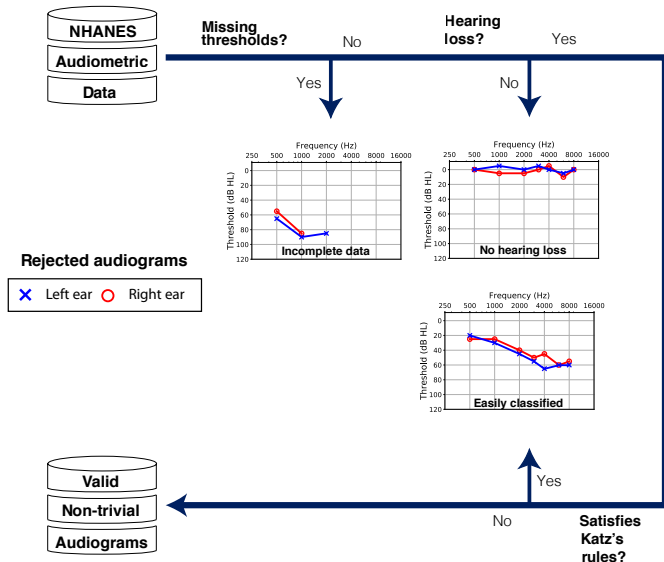 NHANES
Audiometric
Data
Missing
thresholds?
No
Yes
Hearing
loss?
Yes
No
Frequency (Hz)
250 500 1000 2000 4000 8000 16000
Threshold (dB HL)
0
20
40
60
80
100
120
Incomplete data
Frequency (Hz)
250 500 1000 2000 4000 8000 16000
Threshold (dB HL)
0
20
40
60
80
100
120
No hearing loss
Rejected audiograms
Left ear Right ear
Frequency (Hz)
250 500 1000 2000 4000 8000 16000
Threshold (dB HL)
0
20
40
60
80
100
120
Easily classified
Valid
Non-trivial
Audiograms
Yes
No
Satisfies
Katz's
rules?